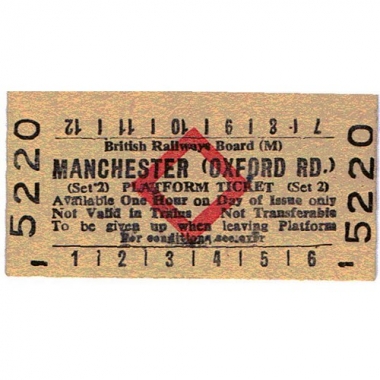 12 11 10 9 8 7
British Railways Board (M)
MANCHESTER (OXFORD RD.)
(Set 2) PLATFORM TICKET (Set 2)
Available One Hour on Day of Issue only
Not Valid in Trains Not Transferable
To be given up when leaving Platform
For conditions see over
1 2 3 4 5 6
5220
5220